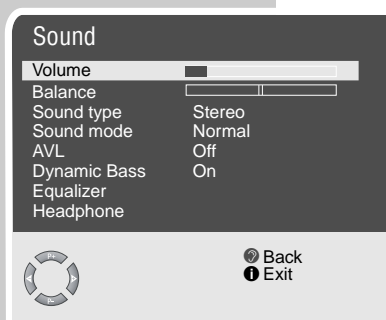 Sound
Volume
Balance
Sound type Stereo
Sound mode Normal
AVL Off
Dynamic Bass On
Equalizer
Headphone
P+
P-
Back
i Exit